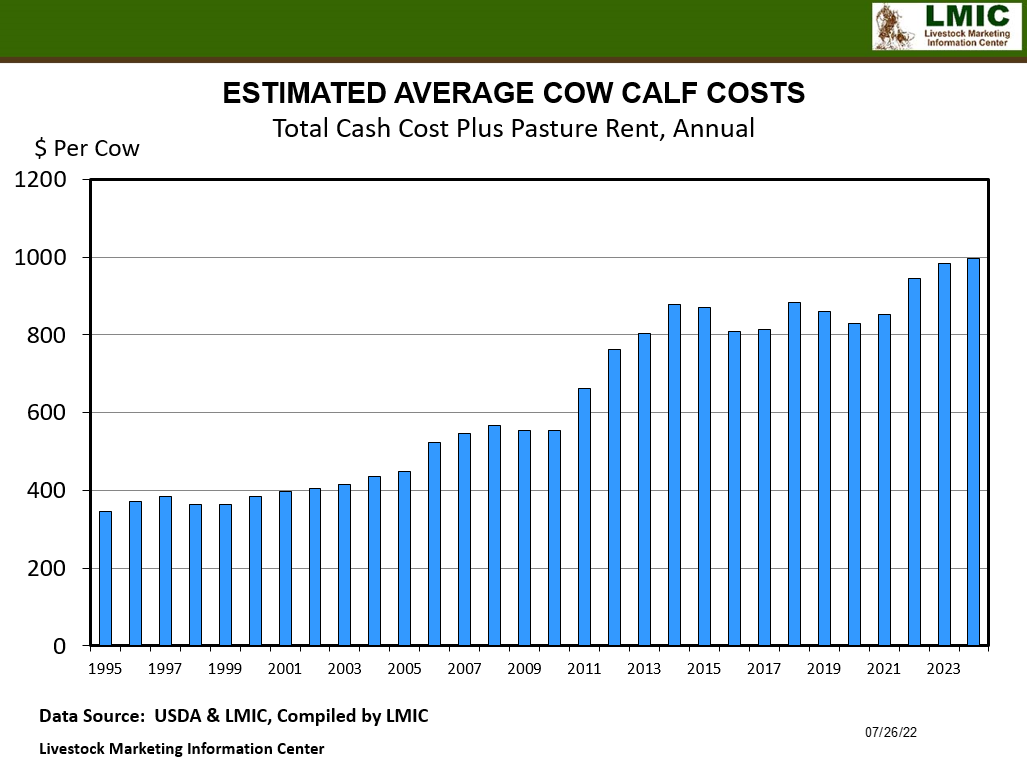 LMIC
Livestock Marketing
Information Center
ESTIMATED AVERAGE COW CALF COSTS
Total Cash Cost Plus Pasture Rent, Annual
$ Per Cow
1200
1000
800
600
400
200
0
1995 1997 1999 2001 2003 2005 2007 2009 2011 2013 2015 2017 2019 2021 2023
Data Source:  USDA & LMIC, Compiled by LMIC
07/26/22
Livestock Marketing Information Center